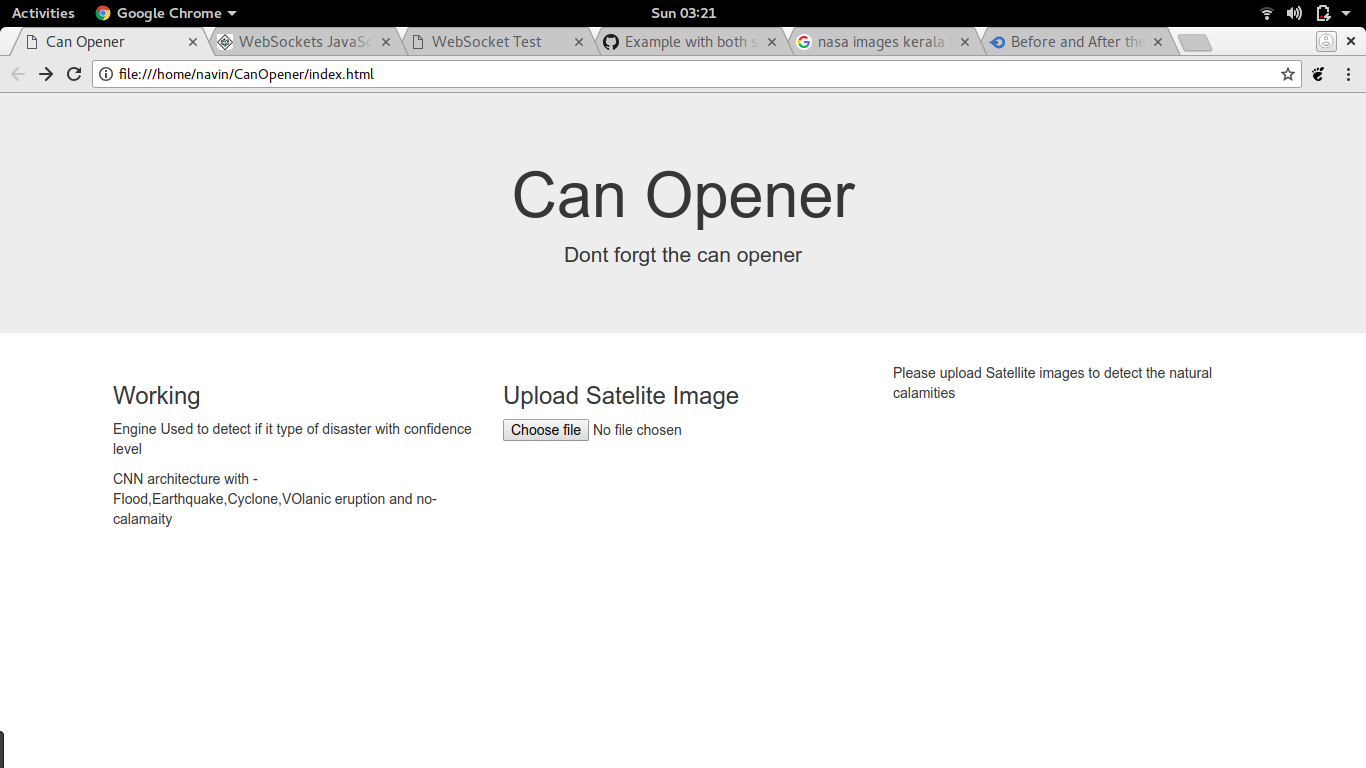 Activities Google Chrome Sun 03:21
Can Opener WebSockets JavaSc WebSocket Test Example with both s nasa images kerala Before and After the
file:///home/navin/CanOpener/index.html
Can Opener
Dont forgt the can opener
Working
Engine Used to detect if it type of disaster with confidence
level
CNN architecture with -
Flood,Earthquake,Cyclone,VOlanic eruption and no-
calamaity
Upload Satelite Image
Choose file No file chosen
Please upload Satellite images to detect the natural
calamities